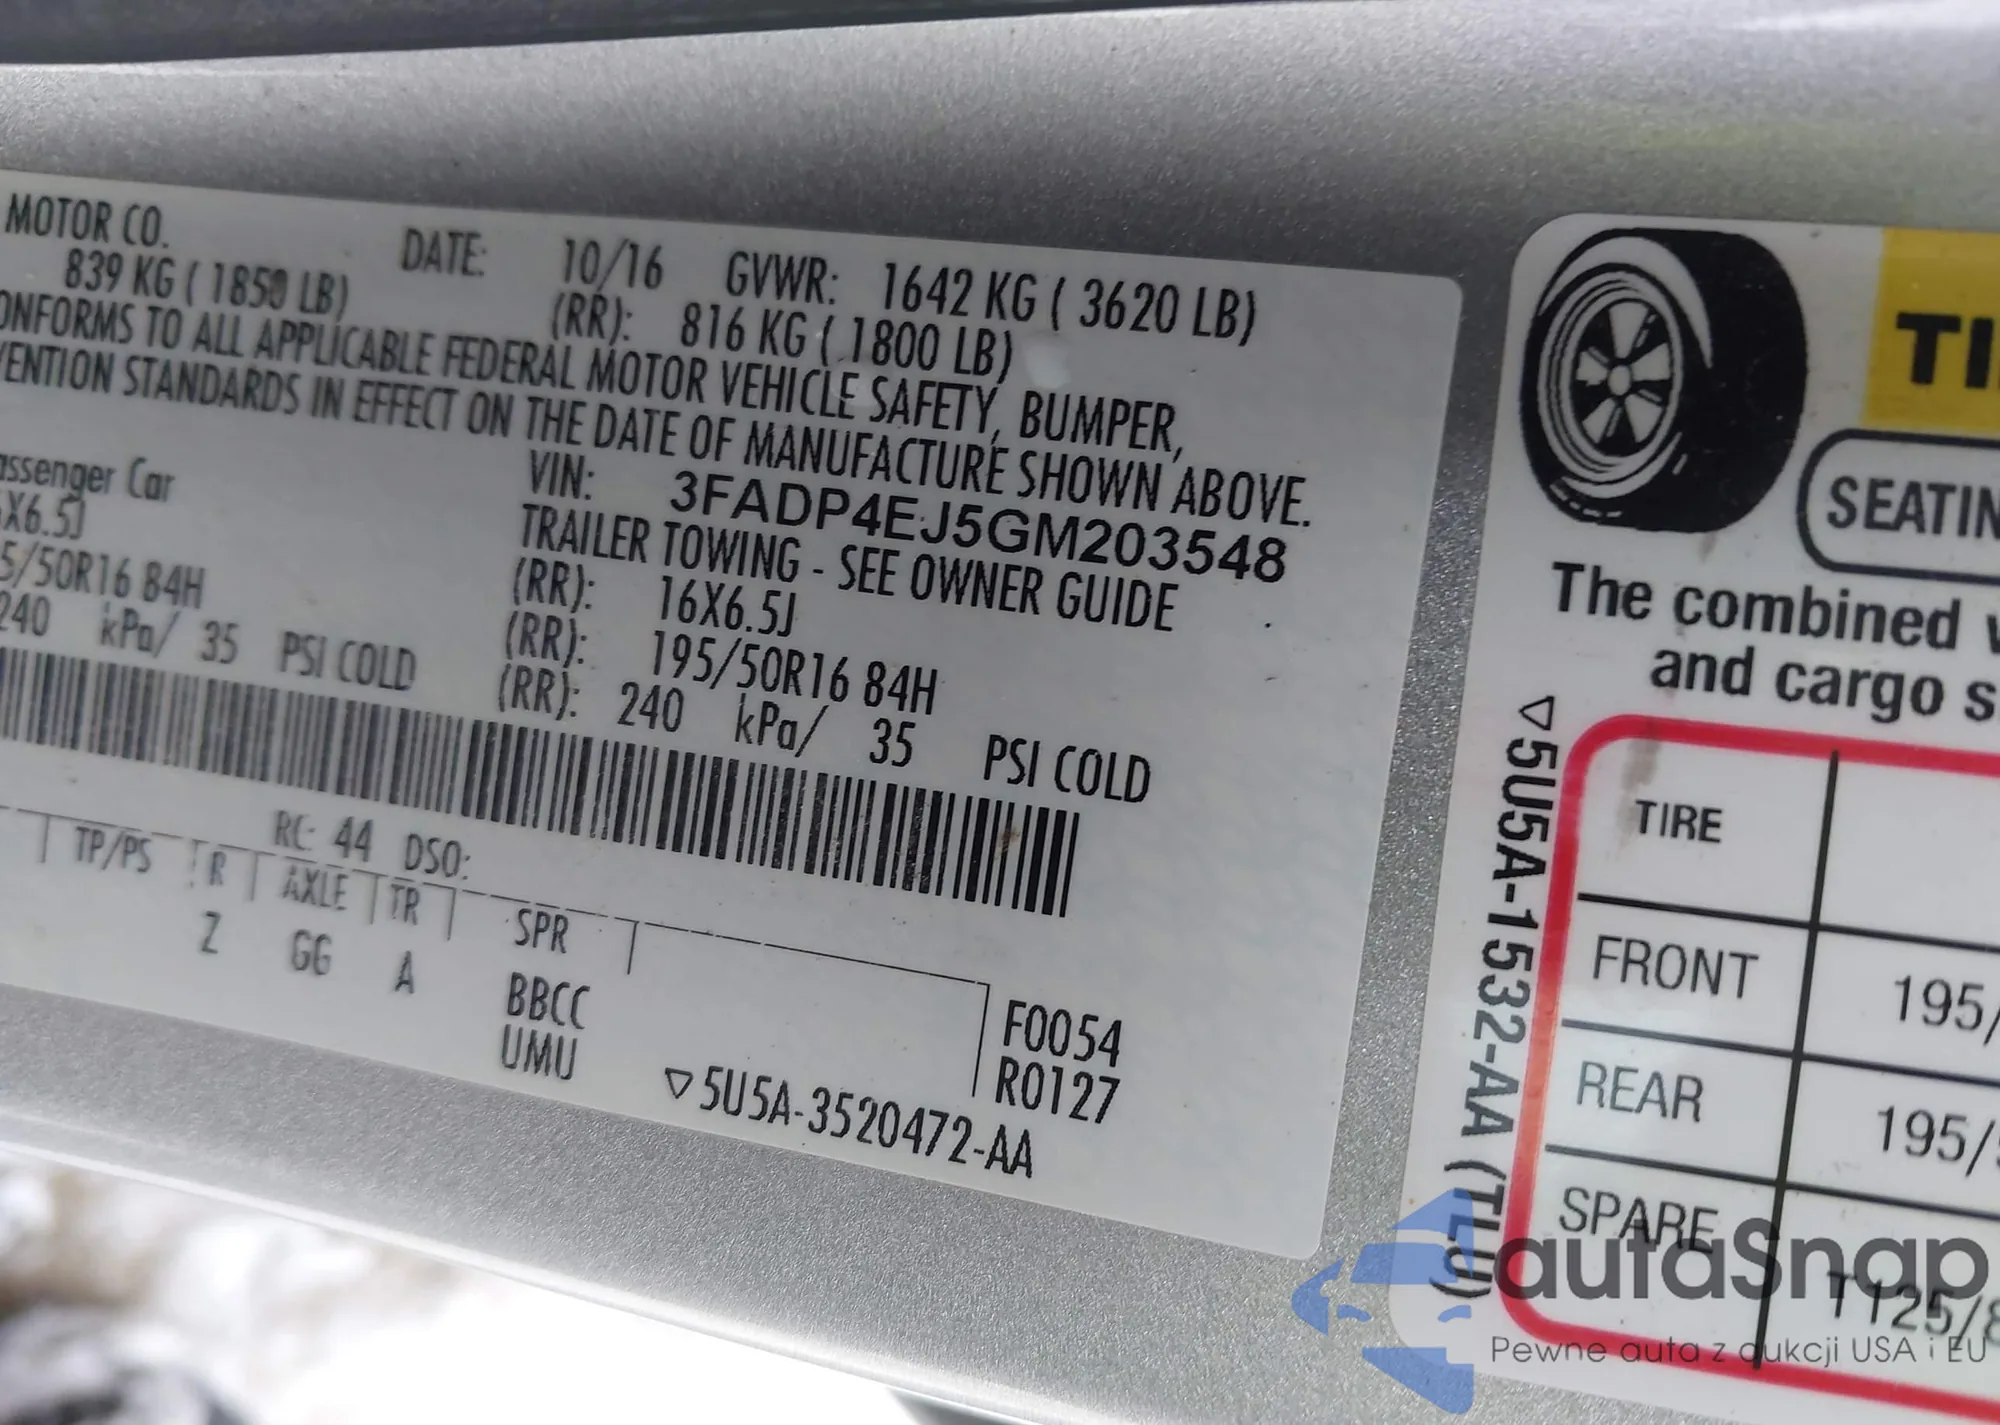 MOTOR CO.
DATE: 10/16 GVWR: 1642 KG ( 3620 LB)
839 KG ( 1850 LB) (RR): 816 KG ( 1800 LB)
ONFORMS TO ALL APPLICABLE FEDERAL MOTOR VEHICLE SAFETY, BUMPER,
VENTION STANDARDS IN EFFECT ON THE DATE OF MANUFACTURE SHOWN ABOVE.
VIN: 3FADP4EJ5GM203548
assenger Car TRAILER TOWING - SEE OWNER GUIDE
6X6.5J (RR): 16X6.5J
5/50R16 84H (RR): 195/50R16 84H
240 kPa/ 35 PSI COLD (RR): 240 kPa/ 35 PSI COLD
RC: 44 DSO:
TP/PS R AXLE TR SPR
Z GG A BBCC F0054
UMU R0127
▽5U5A-3520472-AA
TI
SEATIN
The combined
and cargo s
▽5U5A-1532-AA (TLU)
TIRE
FRONT 195/
REAR 195/5
SPARE T125/8
autaSnap
Pewne auta z aukcji USA i EU